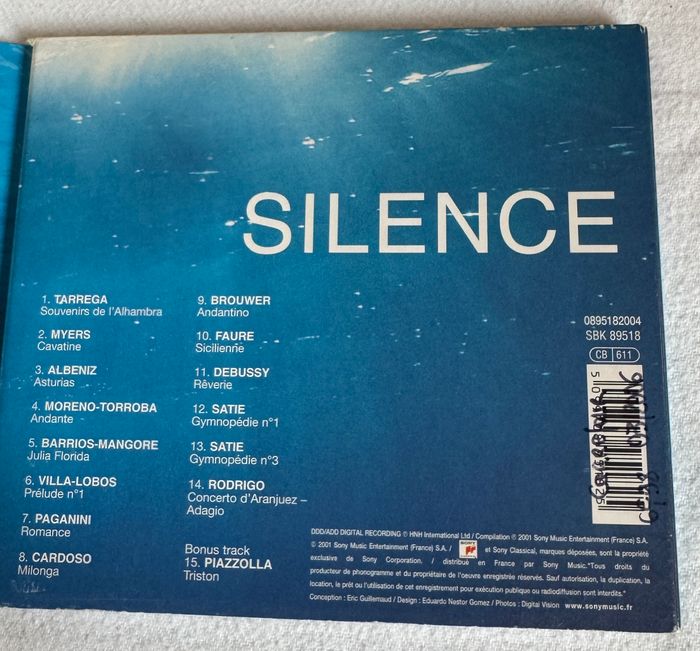 SILENCE
1. TARREGA
Souvenirs de l'Alhambra
2. MYERS
Cavatine
3. ALBENIZ
Asturias
4. MORENO-TORROBA
Andante
5. BARRIOS-MANGORE
Julia Florida
6. VILLA-LOBOS
Prélude n°1
7. PAGANINI
Romance
8. CARDOSO
Milonga
9. BROUWER
Andantino
10. FAURE
Sicilienne
11. DEBUSSY
Rêverie
12. SATIE
Gymnopédie n°1
13. SATIE
Gymnopédie n°3
14. RODRIGO
Concerto d'Aranjuez –
Adagio
Bonus track
15. PIAZZOLLA
Triston
0895182004
SBK 89518
CB 611
DDD/ADD DIGITAL RECORDING ℗ HNH International Ltd / Compilation ℗ 2001 Sony Music Entertainment (France) S.A.
© 2001 Sony Music Entertainment (France) S.A. / SONY et Sony Classical, marques déposées, sont la propriété
exclusive de Sony Corporation. / distribué en France par Sony Music."Tous droits du
producteur de phonogramme et du propriétaire de l'œuvre enregistrée réservés. Sauf autorisation, la duplication, la
location, le prêt ou l'utilisation de cet enregistrement pour exécution publique ou radiodiffusion sont interdits."
Conception : Eric Guillemaud / Design : Eduardo Nestor Gomez / Photos : Digital Vision www.sonymusic.fr